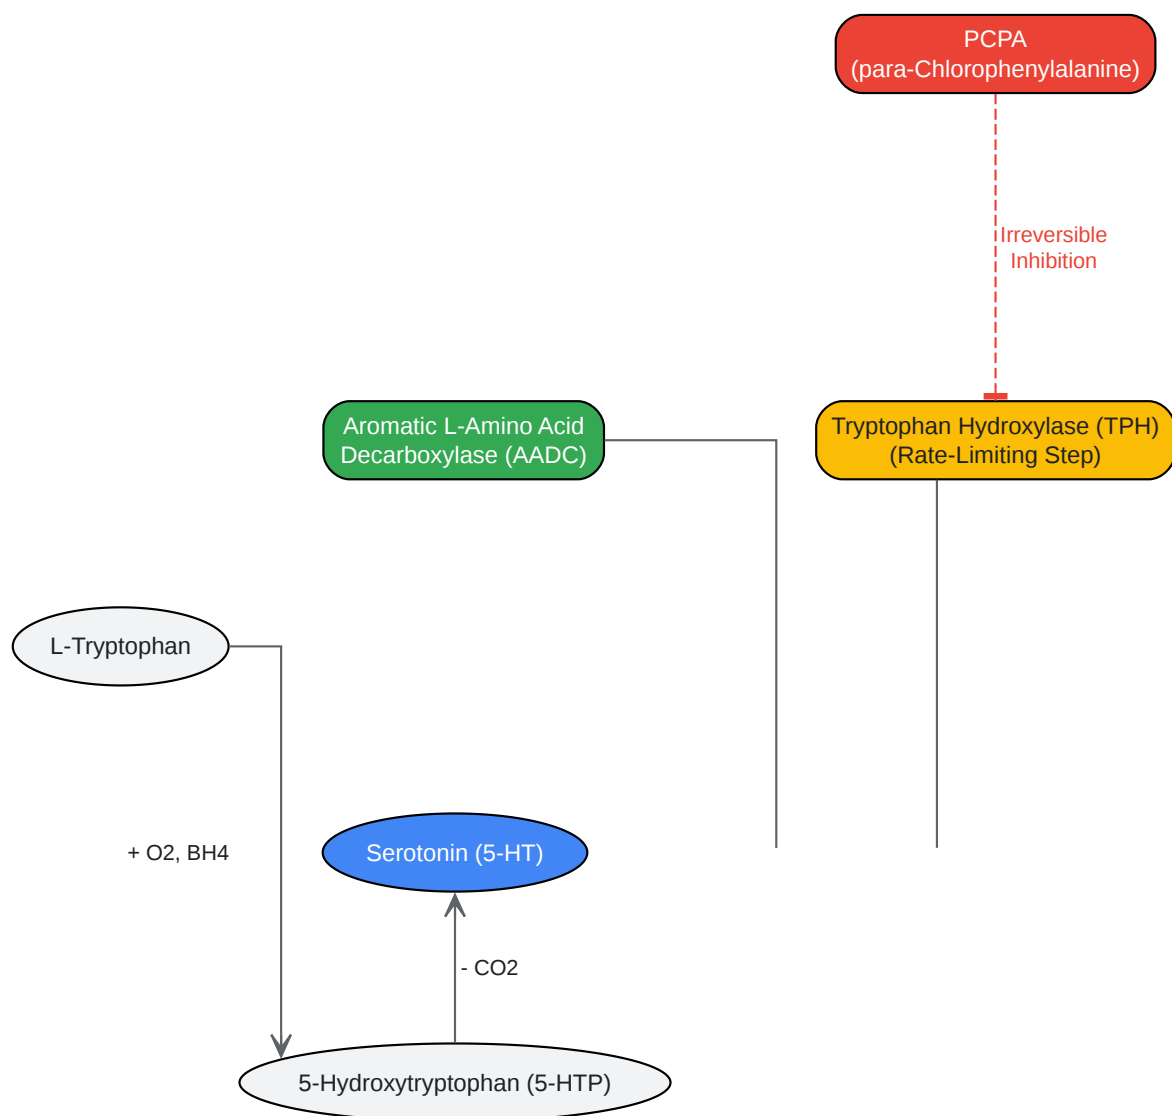 PCPA
(para-Chlorophenylalanine)
Irreversible
Inhibition
Aromatic L-Amino Acid
Decarboxylase (AADC)
Tryptophan Hydroxylase (TPH)
(Rate-Limiting Step)
L-Tryptophan
+ O2, BH4
Serotonin (5-HT)
- CO2
5-Hydroxytryptophan (5-HTP)